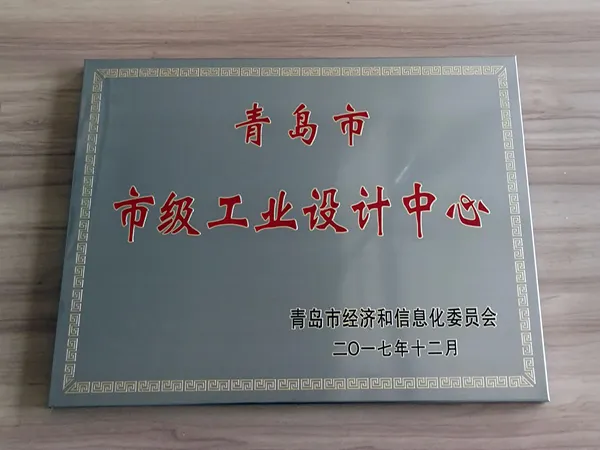 青岛市
市级工业设计中心
青岛市经济和信息化委员会
二〇一七年十二月